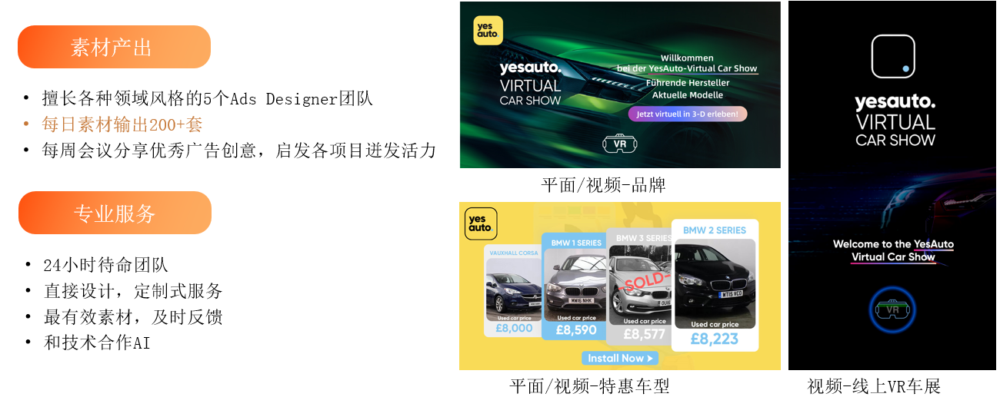 素材产出
• 擅长各种领域风格的5个Ads Designer团队
• 每日素材输出200+套
• 每周会议分享优秀广告创意，启发各项目迸发活力
专业服务
• 24小时待命团队
• 直接设计，定制式服务
• 最有效素材，及时反馈
• 和技术合作AI
yes
auto.
yesauto.
VIRTUAL
CAR SHOW
Willkommen
bei der YesAuto-Virtual Car Show
Führende Hersteller
Aktuelle Modelle
Jetzt virtuell in 3-D erleben!
VR
平面/视频-品牌
yes
auto.
VAUXHALL CORSA
Used car price
£8,000
BMW 1 SERIES
MW16 NHK
Used car price
£8,590
BMW 3 SERIES
-SOLD-
Used car price
£8,577
BMW 2 SERIES
WT15 VCO
Used car price
£8,223
Install Now
平面/视频-特惠车型
yesauto.
VIRTUAL
CAR SHOW
Welcome to the YesAuto
Virtual Car Show
VR
视频-线上VR车展